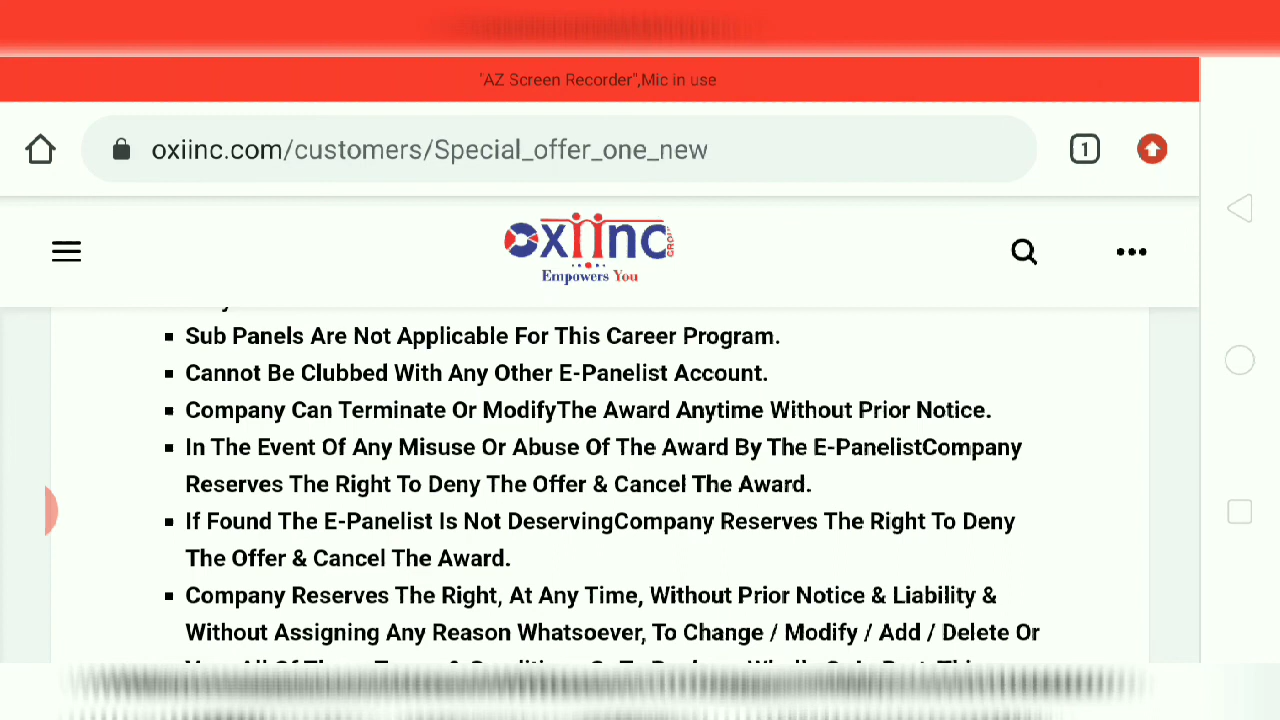 "AZ Screen Recorder",Mic in use
oxiinc.com/customers/Special_offer_one_new
1
oxiinc GROUP
Empowers You
Sub Panels Are Not Applicable For This Career Program.
Cannot Be Clubbed With Any Other E-Panelist Account.
Company Can Terminate Or ModifyThe Award Anytime Without Prior Notice.
In The Event Of Any Misuse Or Abuse Of The Award By The E-PanelistCompany
Reserves The Right To Deny The Offer & Cancel The Award.
If Found The E-Panelist Is Not DeservingCompany Reserves The Right To Deny
The Offer & Cancel The Award.
Company Reserves The Right, At Any Time, Without Prior Notice & Liability &
Without Assigning Any Reason Whatsoever, To Change / Modify / Add / Delete Or